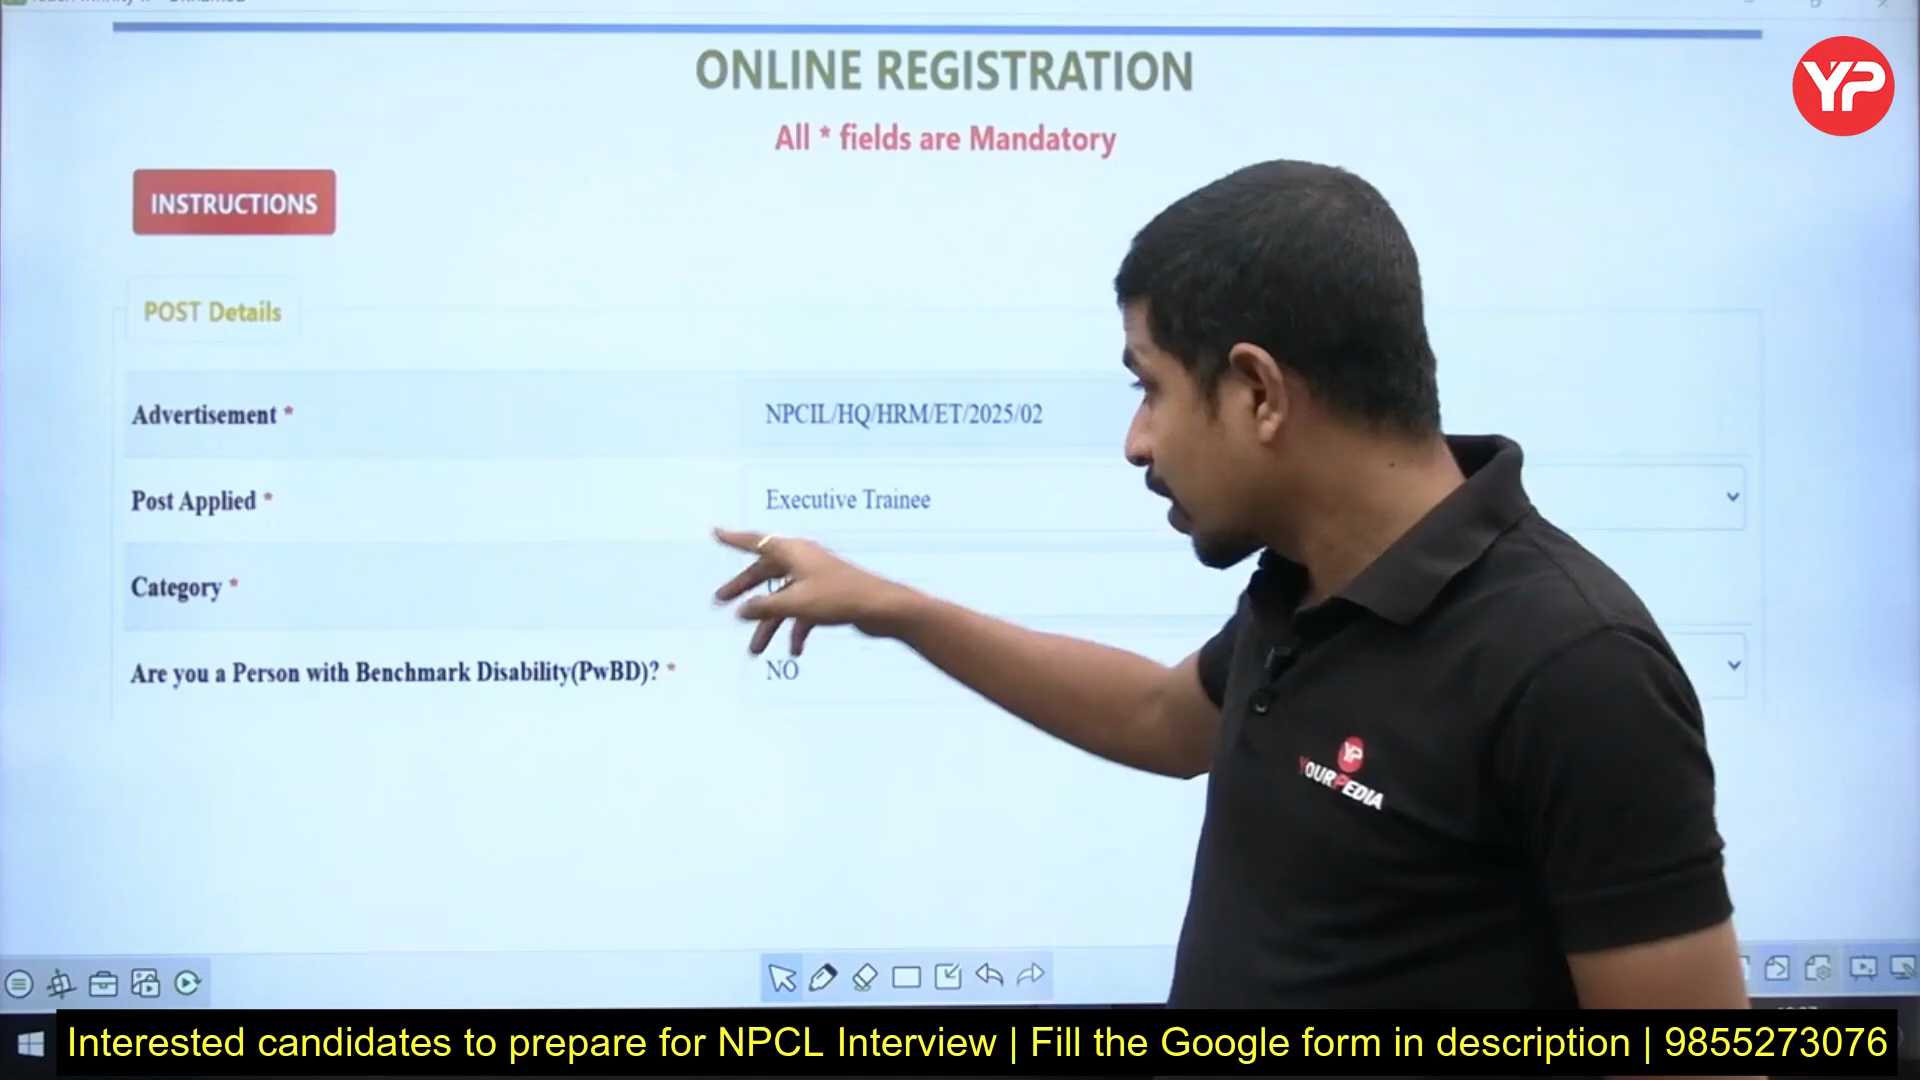 ONLINE REGISTRATION
YP
All * fields are Mandatory
INSTRUCTIONS
POST Details
Advertisement *
NPCIL/HQ/HRM/ET/2025/02
Post Applied *
Executive Trainee
Category *
Are you a Person with Benchmark Disability(PwBD)? *
NO
YP
YOURPEDIA
Interested candidates to prepare for NPCL Interview | Fill the Google form in description | 9855273076